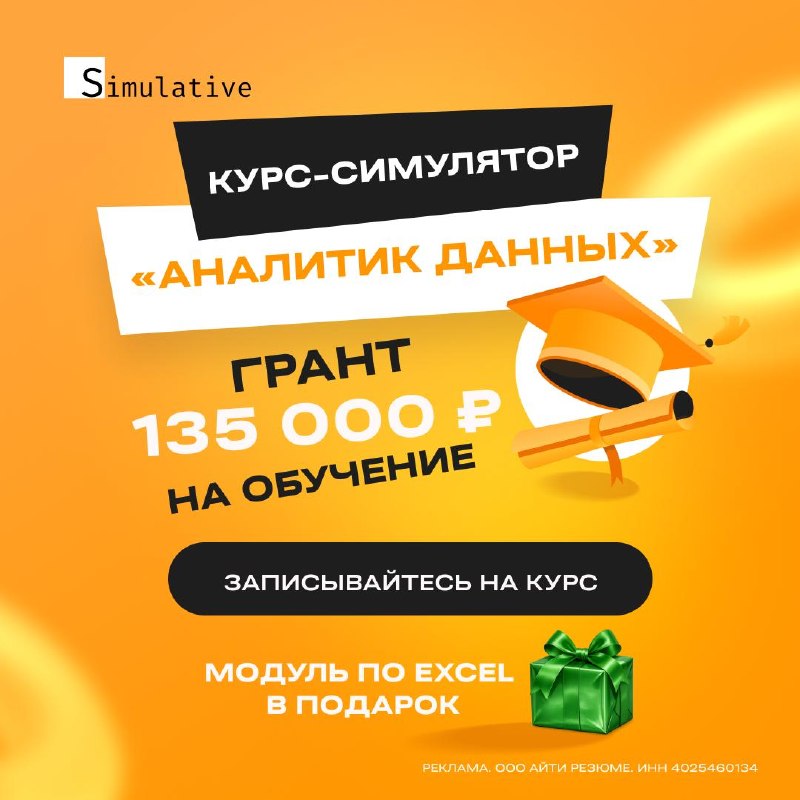 Simulative
КУРС-СИМУЛЯТОР
«АНАЛИТИК ДАННЫХ»
ГРАНТ
135 000 ₽
НА ОБУЧЕНИЕ
ЗАПИСЫВАЙТЕСЬ НА КУРС
МОДУЛЬ ПО EXCEL
В ПОДАРОК
РЕКЛАМА. ООО АЙТИ РЕЗЮМЕ. ИНН 4025460134